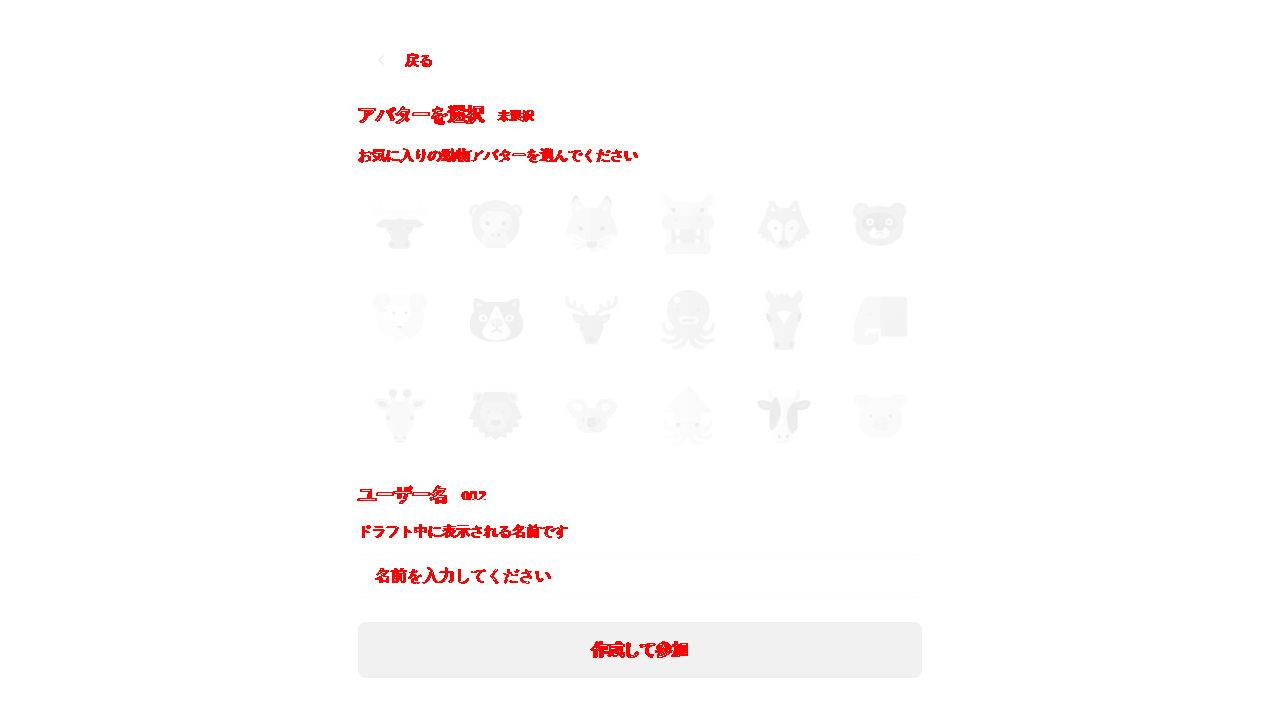 戻る
アバターを選択 未選択
お気に入りの動物アバターを選んでください
ユーザー名 0/12
ドラフト中に表示される名前です
名前を入力してください
作成して参加